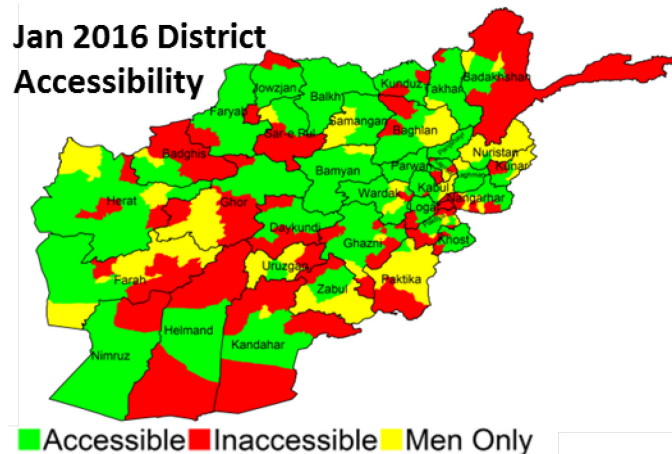 Jan 2016 District
Accessibility
Jowzjan
Balkh
Kunduz
Takhan
Badakhshan
Faryab
Sar-e Pul
Samangan
Baghlan
Badghis
Nuristan
Kunar
Bamyan
Parwan
Kabul
Wardak
Logar
Nangarhar
Herat
Ghor
Daykundi
Ghazni
Khost
Uruzgan
Paktika
Farah
Zabul
Nimruz
Helmand
Kandahar
Accessible Inaccessible Men Only